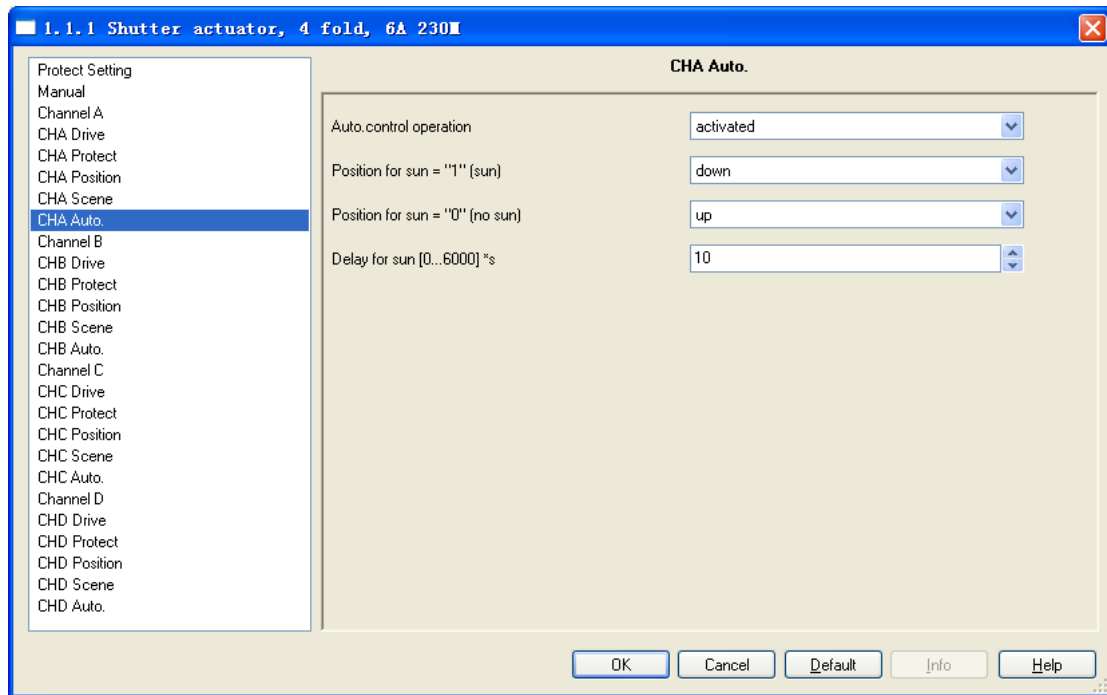 1.1.1 Shutter actuator, 4 fold, 6A 230M
Protect Setting
Manual
Channel A
CHA Drive
CHA Protect
CHA Position
CHA Scene
CHA Auto.
Channel B
CHB Drive
CHB Protect
CHB Position
CHB Scene
CHB Auto.
Channel C
CHC Drive
CHC Protect
CHC Position
CHC Scene
CHC Auto.
Channel D
CHD Drive
CHD Protect
CHD Position
CHD Scene
CHD Auto.
CHA Auto.
Auto.control operation activated
Position for sun = "1" (sun) down
Position for sun = "0" (no sun) up
Delay for sun [0...6000] *s 10
OK Cancel Default Info Help